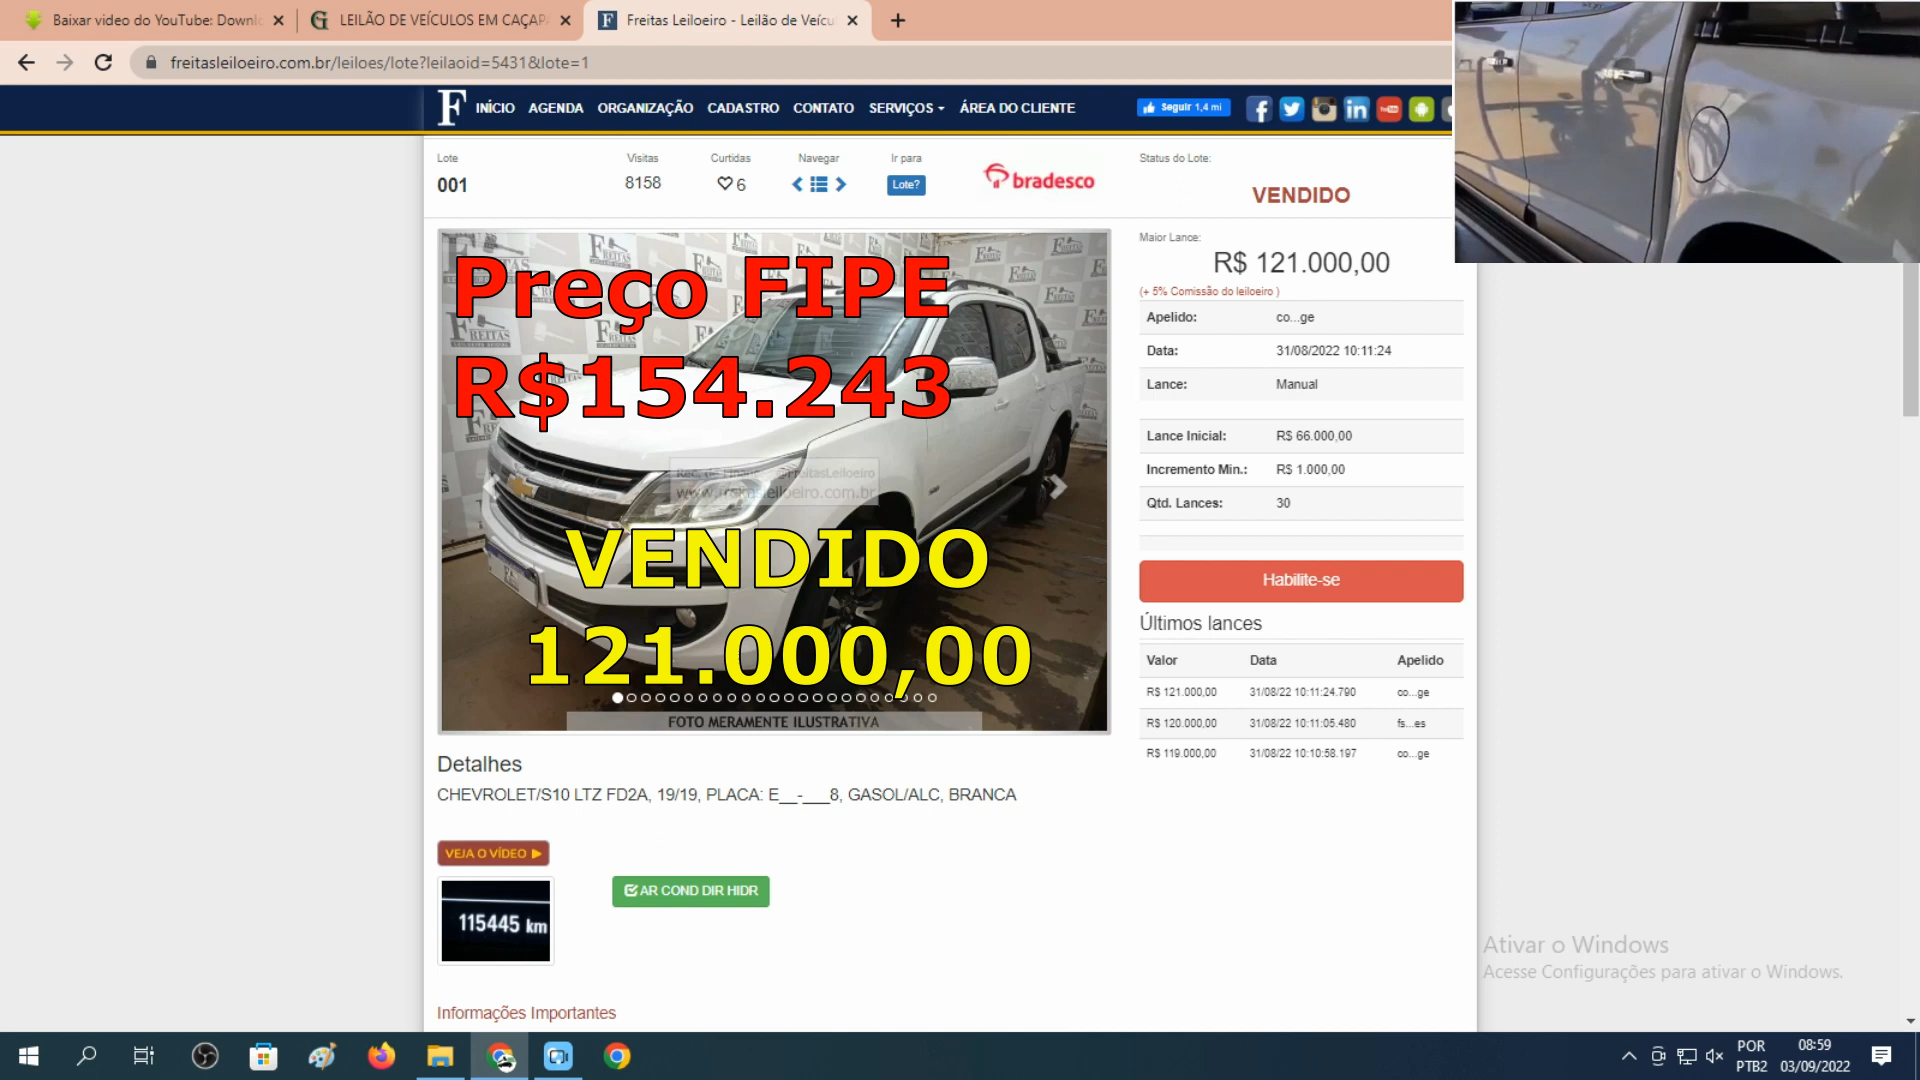 Baixar video do YouTube: Downl
LEILÃO DE VEÍCULOS EM CAÇAPA
Freitas Leiloeiro - Leilão de Veícu
freitasleiloeiro.com.br/leiloes/lote?leilaoid=5431&lote=1
F INÍCIO AGENDA ORGANIZAÇÃO CADASTRO CONTATO SERVIÇOS ÁREA DO CLIENTE
Seguir 1,4 mi
Lote Visitas Curtidas Navegar Ir para
001 8158 6 Lote?
bradesco
Status do Lote:
VENDIDO
Maior Lance:
R$ 121.000,00
(+ 5% Comissão do leiloeiro )
Apelido: co...ge
Data: 31/08/2022 10:11:24
Lance: Manual
Lance Inicial: R$ 66.000,00
Incremento Min.: R$ 1.000,00
Qtd. Lances: 30
Habilite-se
Últimos lances
Valor Data Apelido
R$ 121.000,00 31/08/22 10:11:24.790 co...ge
R$ 120.000,00 31/08/22 10:11:05.480 fs...es
R$ 119.000,00 31/08/22 10:10:58.197 co...ge
Preço FIPE
R$154.243
VENDIDO
121.000,00
FOTO MERAMENTE ILUSTRATIVA
Detalhes
CHEVROLET/S10 LTZ FD2A, 19/19, PLACA: E__-___8, GASOL/ALC, BRANCA
VEJA O VÍDEO
115445 km
AR COND DIR HIDR
Informações Importantes
Ativar o Windows
Acesse Configurações para ativar o Windows.
POR
PTB2
08:59
03/09/2022